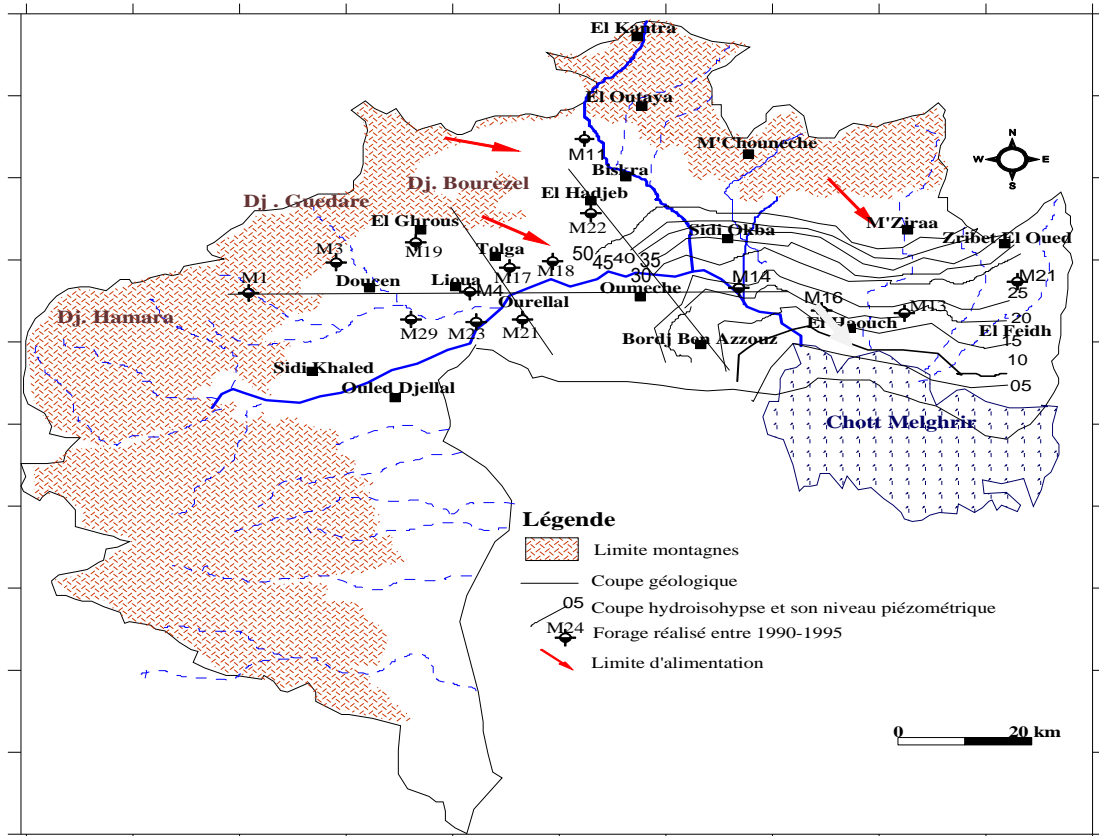 El Kantra
El Outaya
M'Chouneche
M11
Biskra
N
W E
S
Dj. Bourezel
El Hadjeb
Dj . Guedare
El Ghrous
M22
M'Ziraa
Sidi Okba
Zribet El Oued
M19
Tolga
M3
50
45
40
35
30
M18
M17
M1
Doucen
Lioua
M4
Oumeche
M14
M21
25
Ourellal
M16
M13
20
Dj. Hamara
M29
M23
M21
El Haouch
El Feidh
Bordj Ben Azzouz
15
10
Sidi Khaled
05
Ouled Djellal
Chott Melghrir
Légende
Limite montagnes
Coupe géologique
05
Coupe hydroisohypse et son niveau piézométrique
M24
Forage réalisé entre 1990-1995
Limite d'alimentation
0 20 km